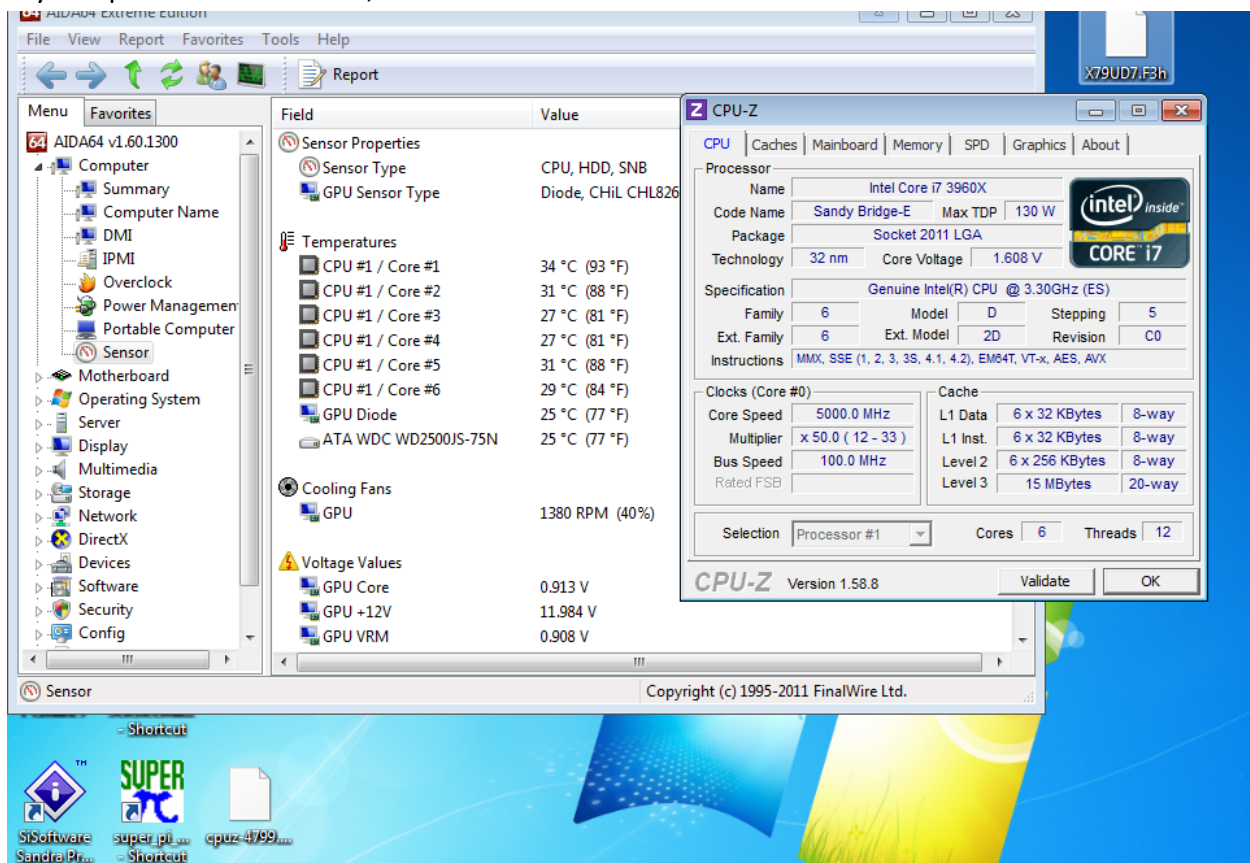 AIDA64 Extreme Edition
File View Report Favorites Tools Help
Report
Menu Favorites
Field Value
AIDA64 v1.60.1300
Computer
Summary
Computer Name
DMI
IPMI
Overclock
Power Managemen
Portable Computer
Sensor
Motherboard
Operating System
Server
Display
Multimedia
Storage
Network
DirectX
Devices
Software
Security
Config
Sensor Properties
Sensor Type CPU, HDD, SNB
GPU Sensor Type Diode, CHiL CHL826
Temperatures
CPU #1 / Core #1 34 °C (93 °F)
CPU #1 / Core #2 31 °C (88 °F)
CPU #1 / Core #3 27 °C (81 °F)
CPU #1 / Core #4 27 °C (81 °F)
CPU #1 / Core #5 31 °C (88 °F)
CPU #1 / Core #6 29 °C (84 °F)
GPU Diode 25 °C (77 °F)
ATA WDC WD2500JS-75N 25 °C (77 °F)
Cooling Fans
GPU 1380 RPM (40%)
Voltage Values
GPU Core 0.913 V
GPU +12V 11.984 V
GPU VRM 0.908 V
Sensor
Copyright (c) 1995-2011 FinalWire Ltd.
X79UD7.F3h
CPU-Z
CPU Caches Mainboard Memory SPD Graphics About
Processor
Name Intel Core i7 3960X
Code Name Sandy Bridge-E Max TDP 130 W
Package Socket 2011 LGA
Technology 32 nm Core Voltage 1.608 V
(intel) inside™
CORE i7
Specification Genuine Intel(R) CPU @ 3.30GHz (ES)
Family 6 Model D Stepping 5
Ext. Family 6 Ext. Model 2D Revision C0
Instructions MMX, SSE (1, 2, 3, 3S, 4.1, 4.2), EM64T, VT-x, AES, AVX
Clocks (Core #0)
Core Speed 5000.0 MHz
Multiplier x 50.0 ( 12 - 33 )
Bus Speed 100.0 MHz
Rated FSB
Cache
L1 Data 6 x 32 KBytes 8-way
L1 Inst. 6 x 32 KBytes 8-way
Level 2 6 x 256 KBytes 8-way
Level 3 15 MBytes 20-way
Selection Processor #1 Cores 6 Threads 12
CPU-Z Version 1.58.8 Validate OK
- Shortcut
TM
SUPER
π
SiSoftware
Sandra Pr...
super_pi_...
- Shortcut
cpuz-4799....